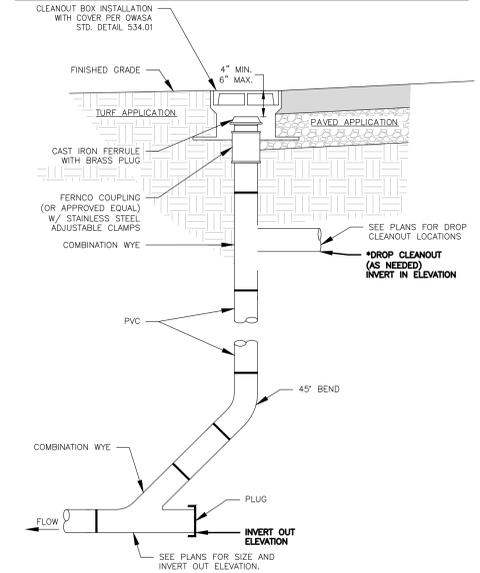 CLEANOUT BOX INSTALLATION
WITH COVER PER OWASA
STD. DETAIL 534.01
4" MIN.
6" MAX.
FINISHED GRADE
TURF APPLICATION
PAVED APPLICATION
CAST IRON FERRULE
WITH BRASS PLUG
FERNCO COUPLING
(OR APPROVED EQUAL)
W/ STAINLESS STEEL
ADJUSTABLE CLAMPS
SEE PLANS FOR DROP
CLEANOUT LOCATIONS
COMBINATION WYE
*DROP CLEANOUT
(AS NEEDED)
INVERT IN ELEVATION
PVC
45° BEND
COMBINATION WYE
PLUG
FLOW
INVERT OUT
ELEVATION
SEE PLANS FOR SIZE AND
INVERT OUT ELEVATION.